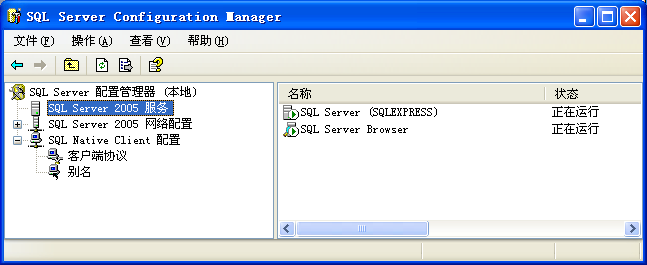 SQL Server Configuration Manager
文件(F) 操作(A) 查看(V) 帮助(H)
SQL Server 配置管理器 (本地)
SQL Server 2005 服务
SQL Server 2005 网络配置
SQL Native Client 配置
客户端协议
别名
名称 状态
SQL Server (SQLEXPRESS) 正在运行
SQL Server Browser 正在运行